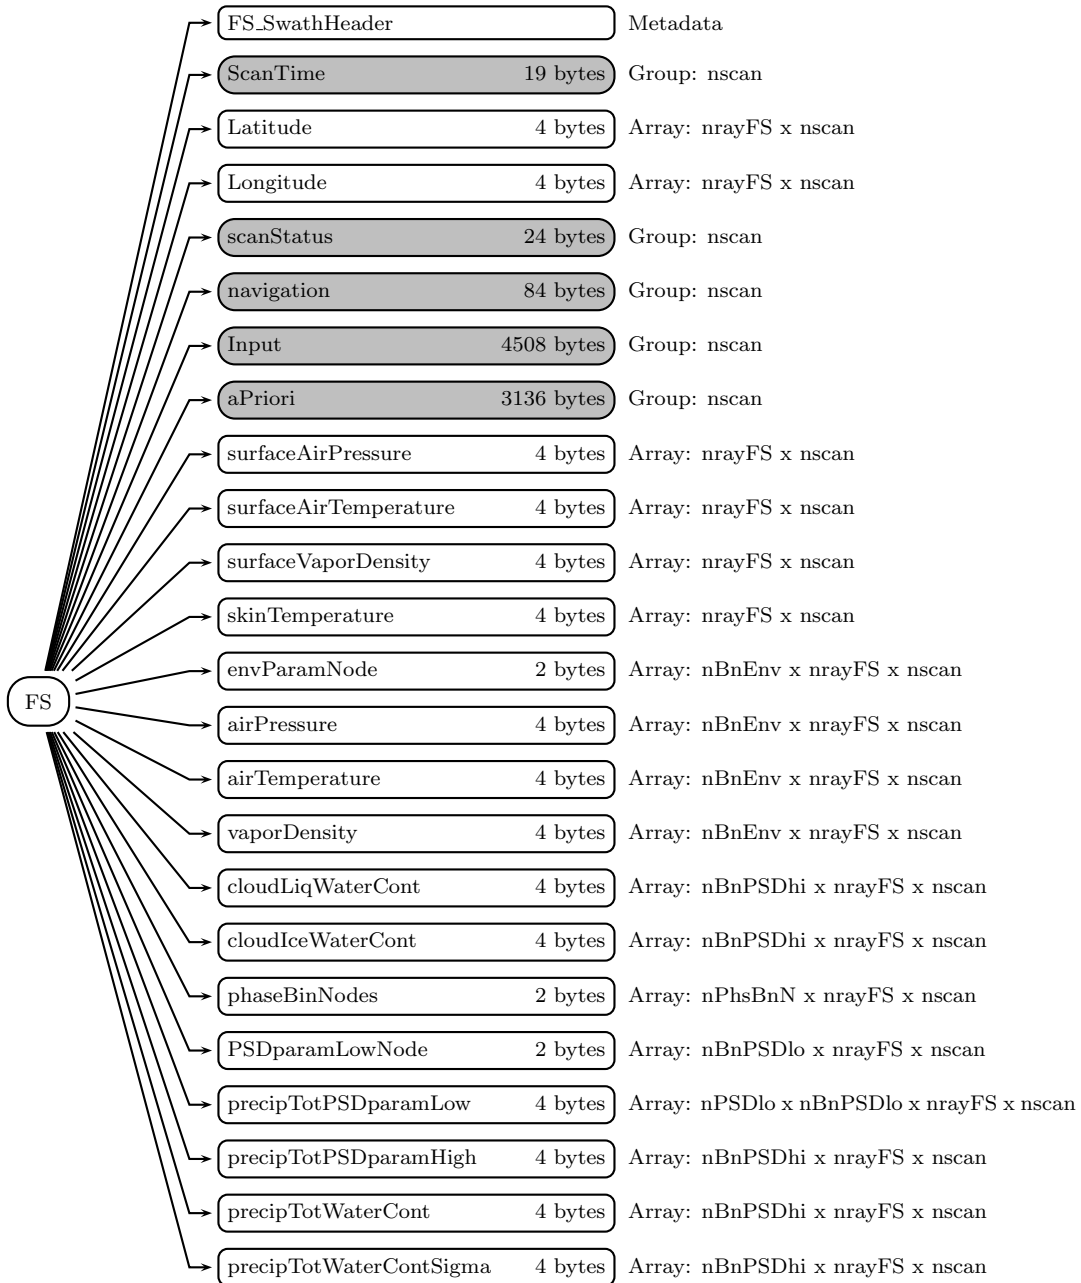 FS_SwathHeader Metadata
ScanTime 19 bytes Group: nscan
Latitude 4 bytes Array: nrayFS x nscan
Longitude 4 bytes Array: nrayFS x nscan
scanStatus 24 bytes Group: nscan
navigation 84 bytes Group: nscan
Input 4508 bytes Group: nscan
aPriori 3136 bytes Group: nscan
surfaceAirPressure 4 bytes Array: nrayFS x nscan
surfaceAirTemperature 4 bytes Array: nrayFS x nscan
surfaceVaporDensity 4 bytes Array: nrayFS x nscan
skinTemperature 4 bytes Array: nrayFS x nscan
envParamNode 2 bytes Array: nBnEnv x nrayFS x nscan
FS
airPressure 4 bytes Array: nBnEnv x nrayFS x nscan
airTemperature 4 bytes Array: nBnEnv x nrayFS x nscan
vaporDensity 4 bytes Array: nBnEnv x nrayFS x nscan
cloudLiqWaterCont 4 bytes Array: nBnPSDhi x nrayFS x nscan
cloudIceWaterCont 4 bytes Array: nBnPSDhi x nrayFS x nscan
phaseBinNodes 2 bytes Array: nPhsBnN x nrayFS x nscan
PSDparamLowNode 2 bytes Array: nBnPSDlo x nrayFS x nscan
precipTotPSDparamLow 4 bytes Array: nPSDlo x nBnPSDlo x nrayFS x nscan
precipTotPSDparamHigh 4 bytes Array: nBnPSDhi x nrayFS x nscan
precipTotWaterCont 4 bytes Array: nBnPSDhi x nrayFS x nscan
precipTotWaterContSigma 4 bytes Array: nBnPSDhi x nrayFS x nscan